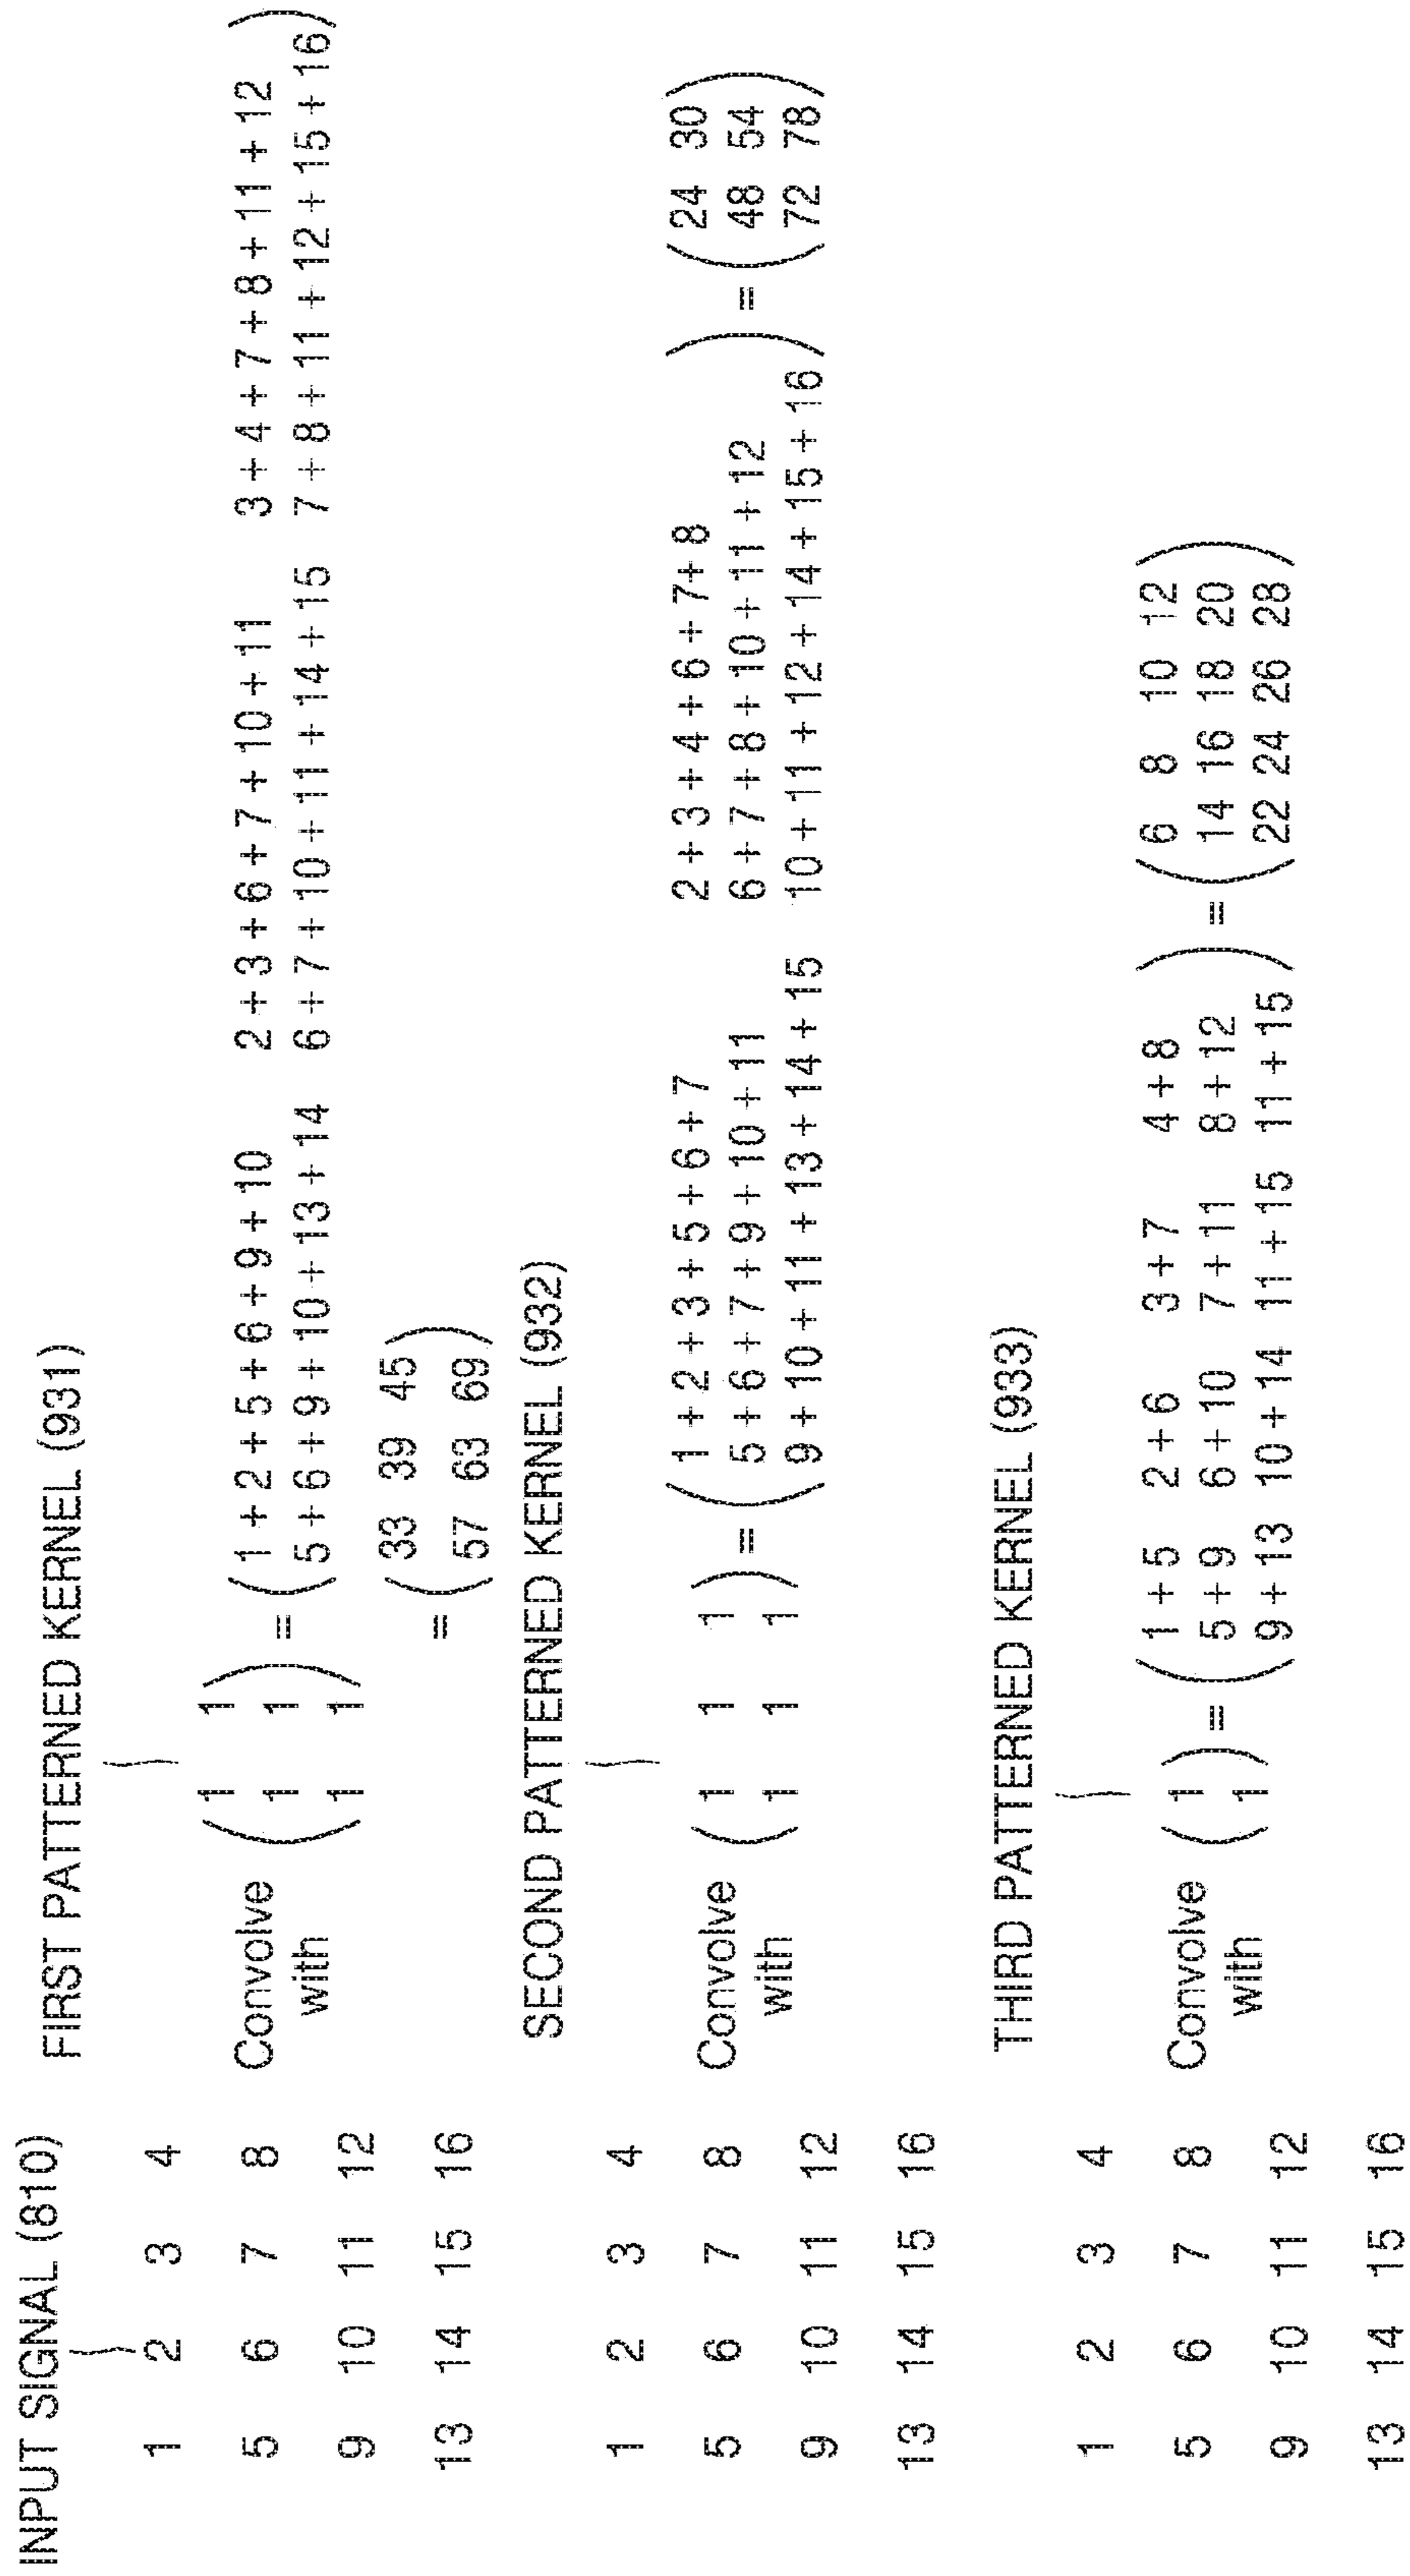 INPUT SIGNAL (810)
FIRST PATTERNED KERNEL (931)
1 2 3 4
5 6 7 8
9 10 11 12
13 14 15 16
Convolve
with
( 1 1
1 1
1 1 )
=
( 1 + 2 + 5 + 6 + 9 + 10 2 + 3 + 6 + 7 + 10 + 11 3 + 4 + 7 + 8 + 11 + 12
5 + 6 + 9 + 10 + 13 + 14 6 + 7 + 10 + 11 + 14 + 15 7 + 8 + 11 + 12 + 15 + 16 )
=
( 33 39 45
57 63 69 )
SECOND PATTERNED KERNEL (932)
1 2 3 4
5 6 7 8
9 10 11 12
13 14 15 16
Convolve
with
( 1 1 1
1 1 1 )
=
( 1 + 2 + 3 + 5 + 6 + 7 2 + 3 + 4 + 6 + 7 + 8
5 + 6 + 7 + 9 + 10 + 11 6 + 7 + 8 + 10 + 11 + 12
9 + 10 + 11 + 13 + 14 + 15 10 + 11 + 12 + 14 + 15 + 16 )
=
( 24 30
48 54
72 78 )
THIRD PATTERNED KERNEL (933)
1 2 3 4
5 6 7 8
9 10 11 12
13 14 15 16
Convolve
with
( 1
1 )
=
( 1 + 5 2 + 6 3 + 7 4 + 8
5 + 9 6 + 10 7 + 11 8 + 12
9 + 13 10 + 14 11 + 15 11 + 15 )
=
( 6 8 10 12
14 16 18 20
22 24 26 28 )